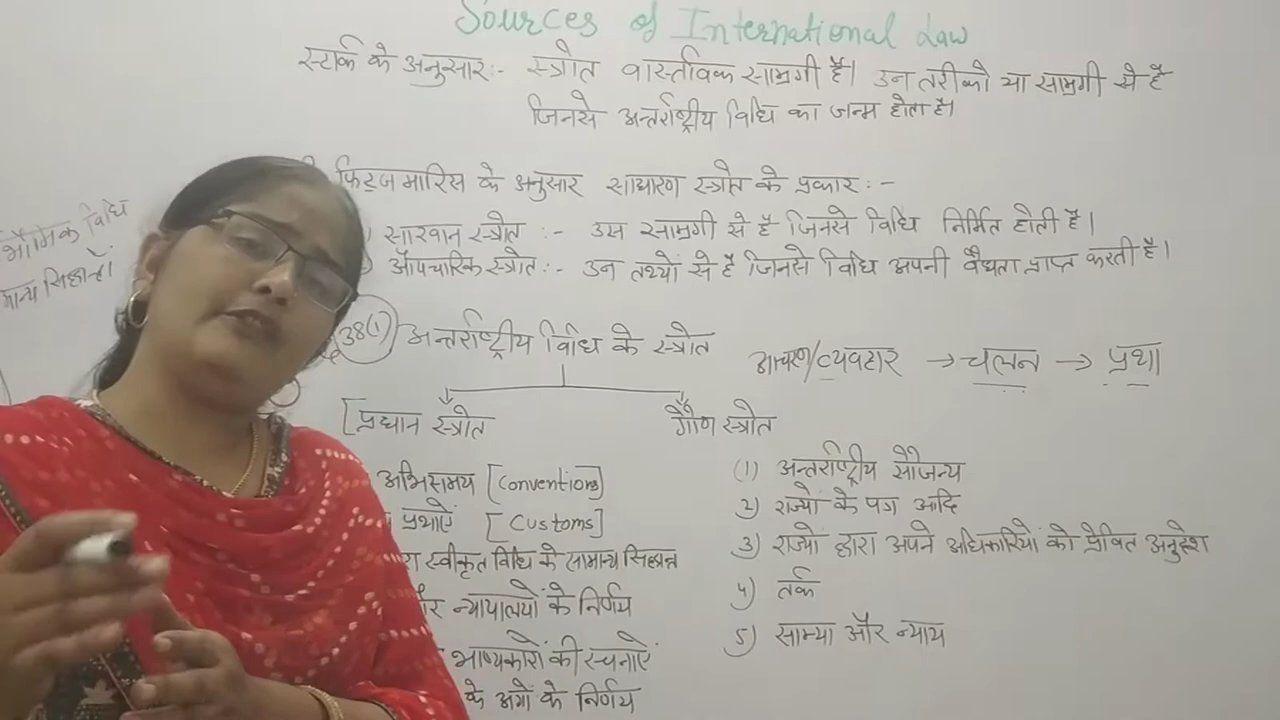 Sources of International Law
स्टार्क के अनुसार:- स्त्रोत वास्तविक सामग्री है। उन तरीको या सामग्री से है
जिनसे अन्तर्राष्ट्रीय विधि का जन्म होता है।
फिट्ज मारिस के अनुसार साधारण स्त्रोत के प्रकार :-
सारवान स्त्रोत :- उस सामग्री से है जिनसे विधि निर्मित होती है।
औपचारिक स्त्रोत :- उन तथ्यों से है जिनसे विधि अपनी वैधता प्राप्त करती है।
भौमिक विधि
मान्य सिद्धान्तों
38(1) अन्तर्राष्ट्रीय विधि के स्त्रोत
आचरण/व्यवहार → चलन → प्रथा
[प्रधान स्त्रोत
अभिसमय [Conventions]
प्रथाएँ [Customs]
स्वीकृत विधि के सामान्य सिद्धान्त
न्यायालयों के निर्णय
भाष्यकारों की रचनाएँ
के अंगों के निर्णय
गौण स्त्रोत
(1) अन्तर्राष्ट्रीय सौजन्य
2) राज्यों के पत्र आदि
3) राज्यों द्वारा अपने अधिकारियों को प्रेषित अनुदेश
4) तर्क
5) साम्या और न्याय